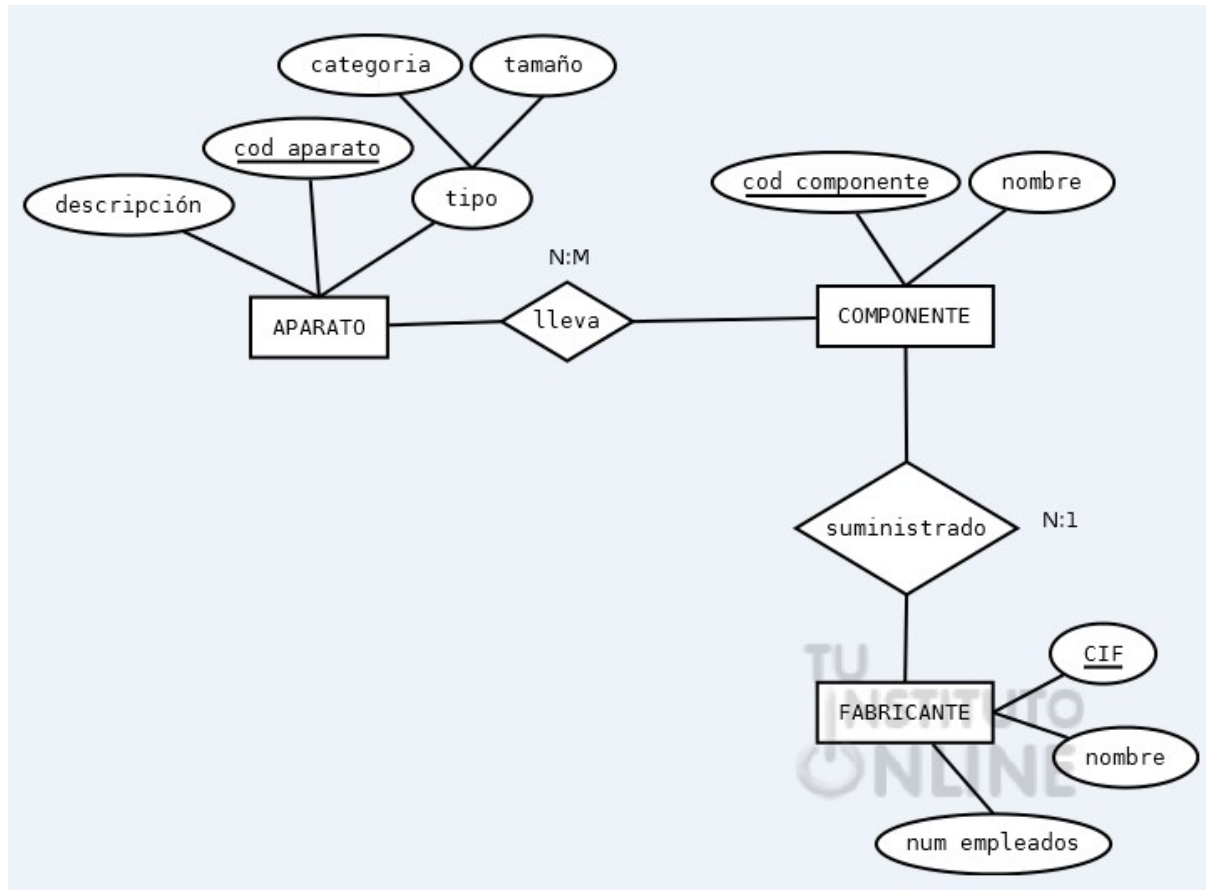 categoria
tamaño
cod aparato
tipo
descripción
cod componente
nombre
N:M
APARATO
lleva
COMPONENTE
suministrado
N:1
TU
INSTITUTO
ONLINE
CIF
FABRICANTE
nombre
num empleados